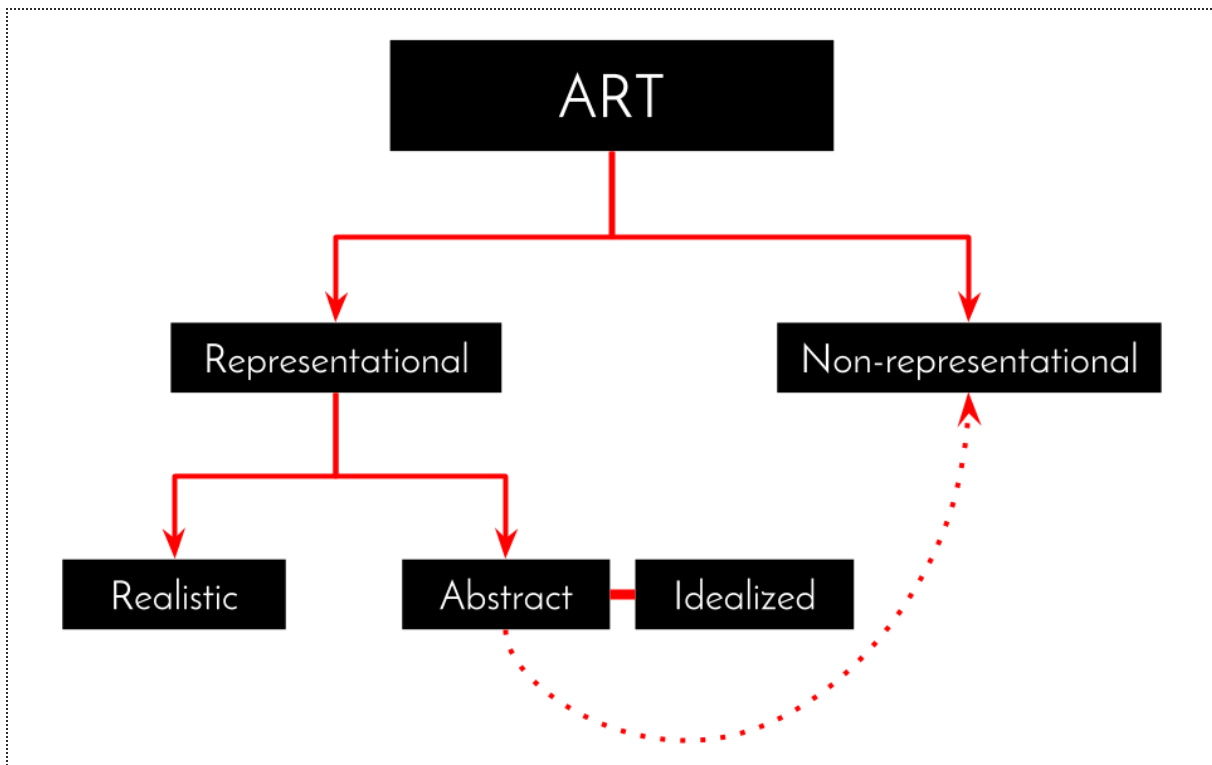 ART
Representational
Non-representational
Realistic
Abstract
Idealized